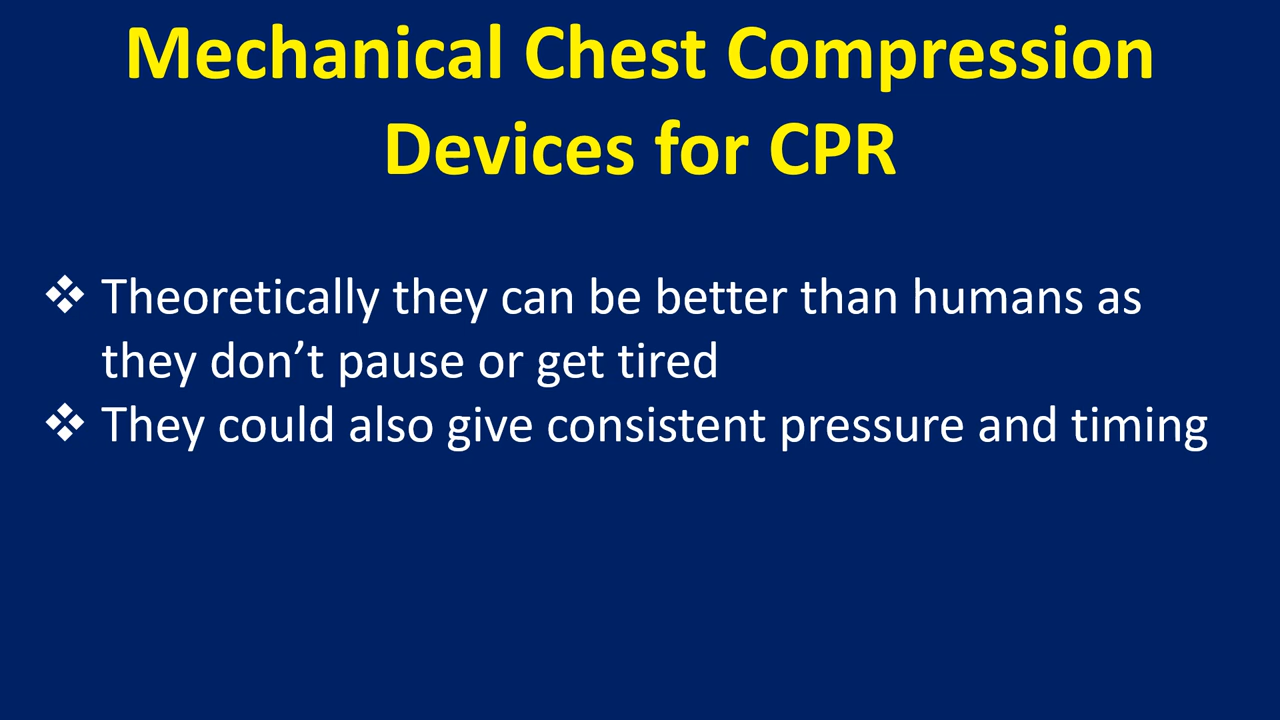 Mechanical Chest Compression
Devices for CPR
❖ Theoretically they can be better than humans as
they don’t pause or get tired
❖ They could also give consistent pressure and timing